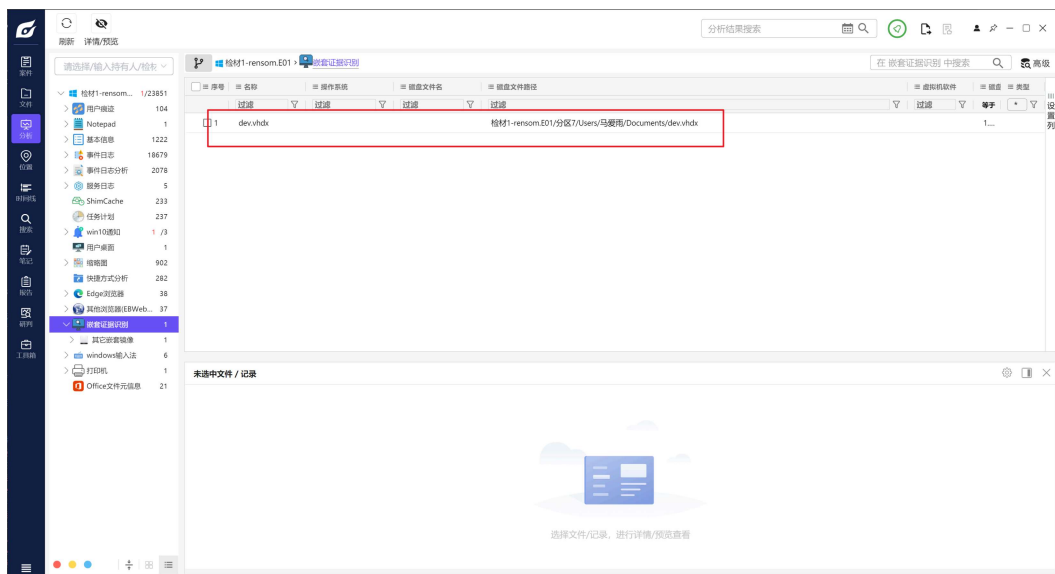 刷新 详情/预览
分析结果搜索
案件
文件
分析
位置
时间线
搜索
笔记
报告
研判
工具箱
请选择/输入持有人/检材
检材1-rensom... 1/23851
用户痕迹 104
Notepad 1
基本信息 1222
事件日志 18679
事件日志分析 2078
服务日志 5
ShimCache 233
任务计划 237
win10通知 1 /3
用户桌面 1
缩略图 902
快捷方式分析 282
Edge浏览器 38
其他浏览器(EBWeb... 37
嵌套证据识别 1
其它嵌套镜像 1
windows输入法 6
打印机 1
Office文件元信息 21
检材1-rensom.E01 > 嵌套证据识别
在 嵌套证据识别 中搜索 高级
序号 名称 操作系统 磁盘文件名 磁盘文件路径 虚拟机软件 磁盘 类型
过滤 过滤 过滤 过滤 过滤 等于 *
设置列
1 dev.vhdx 检材1-rensom.E01/分区7/Users/马爱雨/Documents/dev.vhdx 1...
未选中文件 / 记录
选择文件/记录，进行详情/预览查看